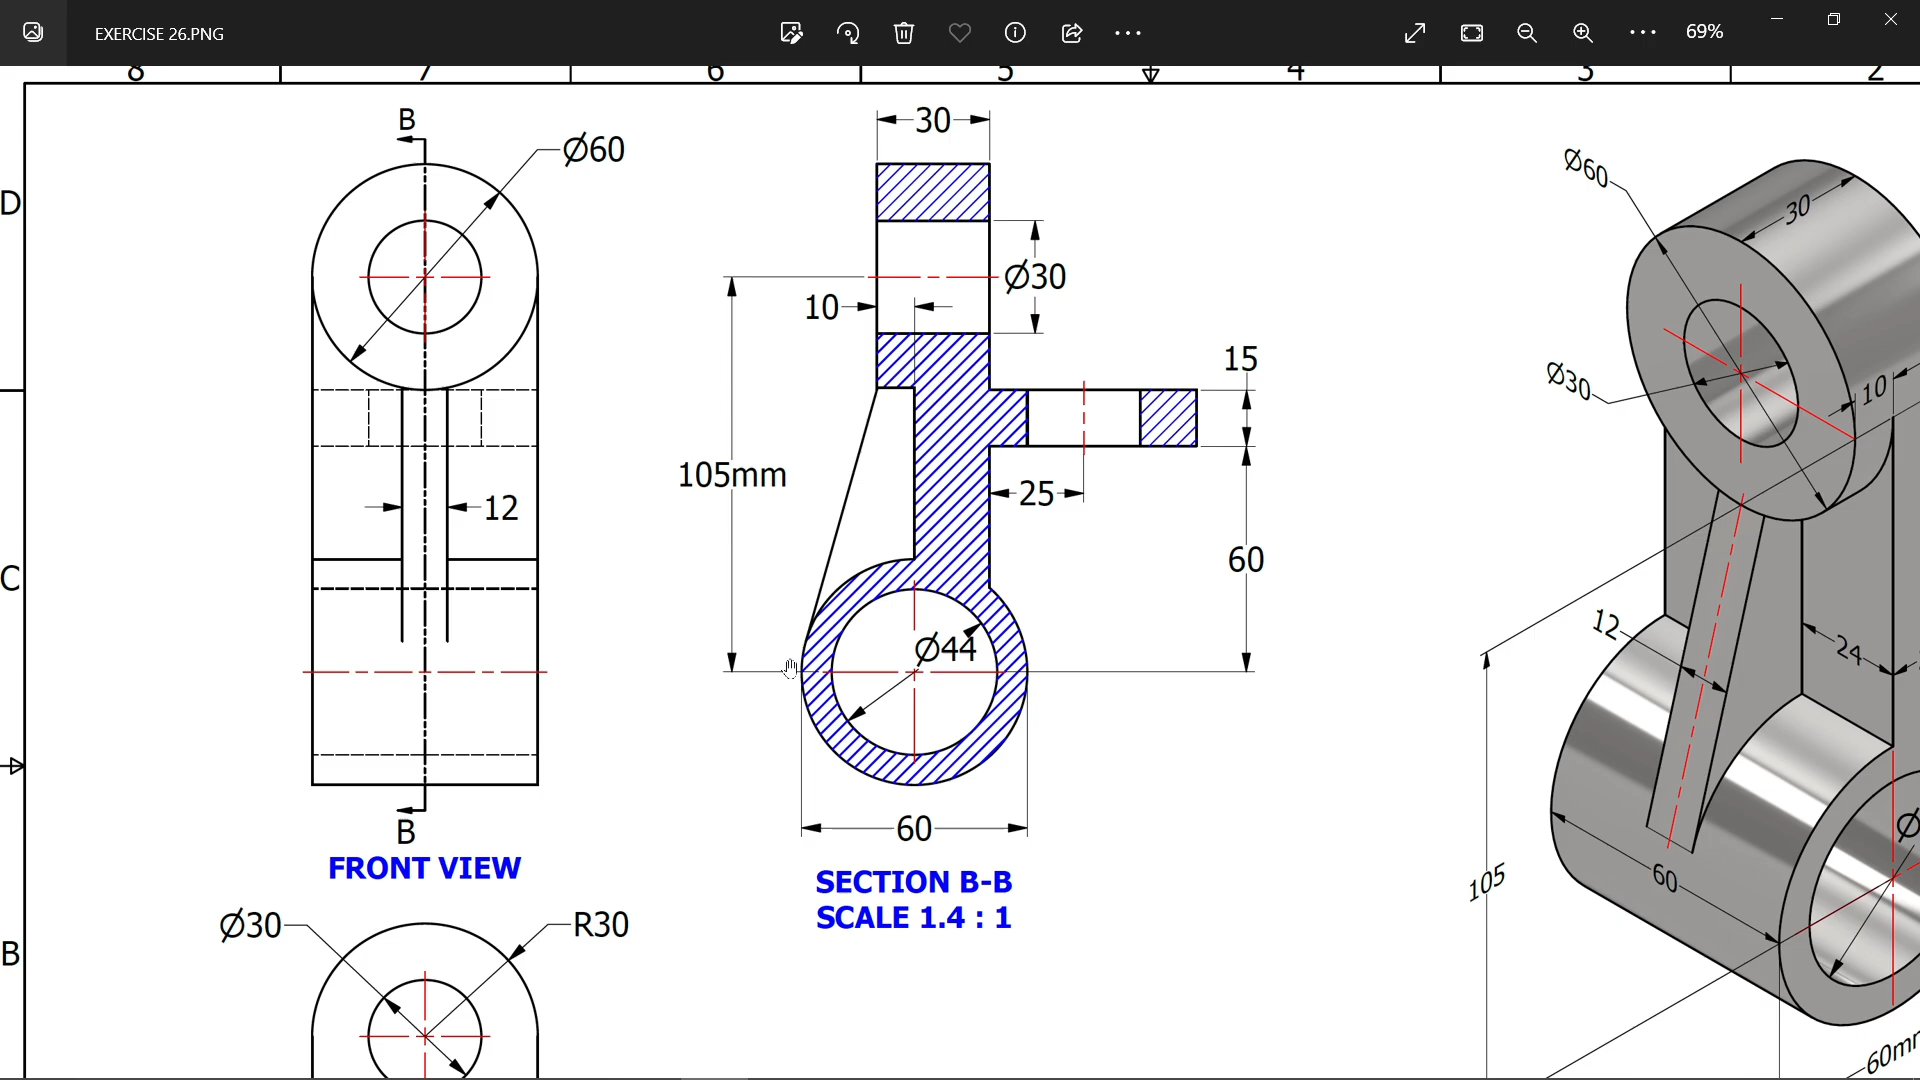 EXERCISE 26.PNG
69%
8 7 6 5 4 3 2
D
C
B
B
Ø60
12
B
FRONT VIEW
30
Ø30
10
15
105mm
25
60
Ø44
60
SECTION B-B
SCALE 1.4 : 1
Ø30
R30
Ø60
30
Ø30
10
12
24
60
105
60m